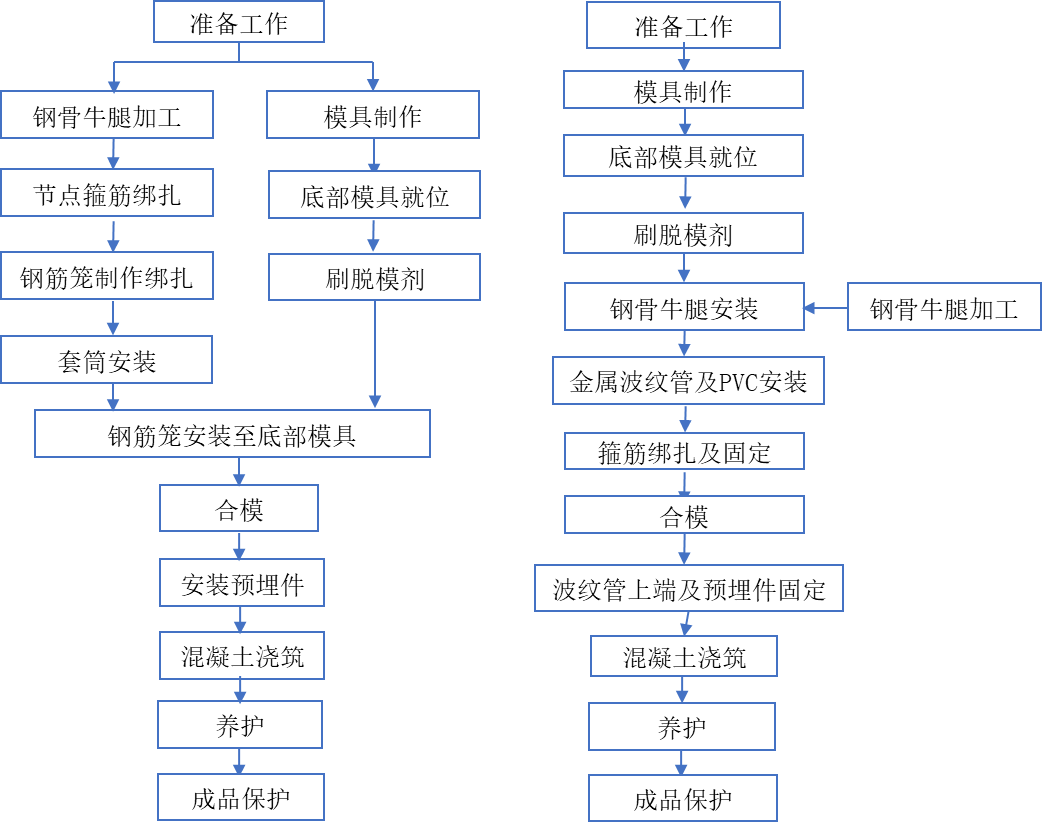 准备工作
钢骨牛腿加工
模具制作
节点箍筋绑扎
底部模具就位
钢筋笼制作绑扎
刷脱模剂
套筒安装
钢筋笼安装至底部模具
合模
安装预埋件
混凝土浇筑
养护
成品保护
准备工作
模具制作
底部模具就位
刷脱模剂
钢骨牛腿安装
钢骨牛腿加工
金属波纹管及PVC安装
箍筋绑扎及固定
合模
波纹管上端及预埋件固定
混凝土浇筑
养护
成品保护